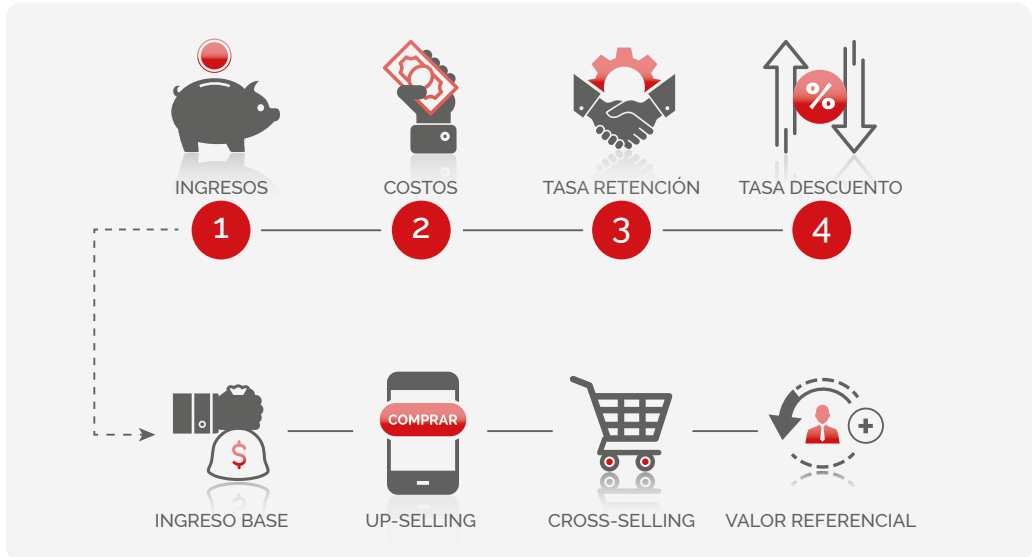 %
INGRESOS
COSTOS
TASA RETENCIÓN
TASA DESCUENTO
1
2
3
4
$
COMPRAR
+
INGRESO BASE
UP-SELLING
CROSS-SELLING
VALOR REFERENCIAL